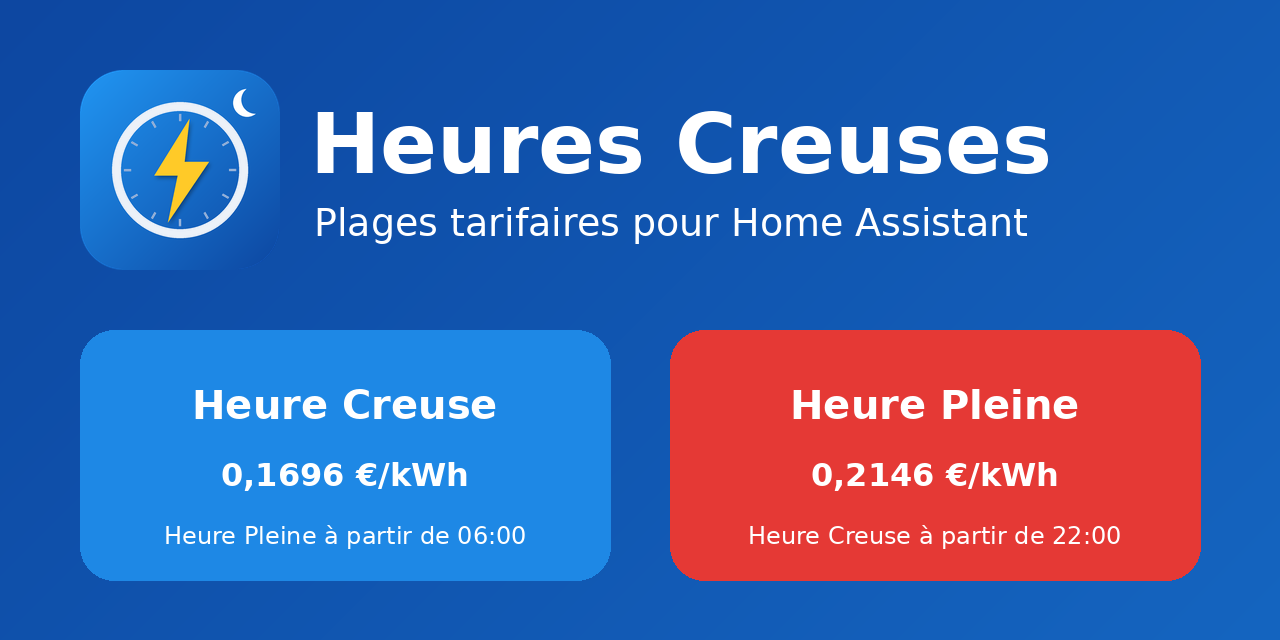 Heures Creuses
Plages tarifaires pour Home Assistant
Heure Creuse
0,1696 €/kWh
Heure Pleine à partir de 06:00
Heure Pleine
0,2146 €/kWh
Heure Creuse à partir de 22:00